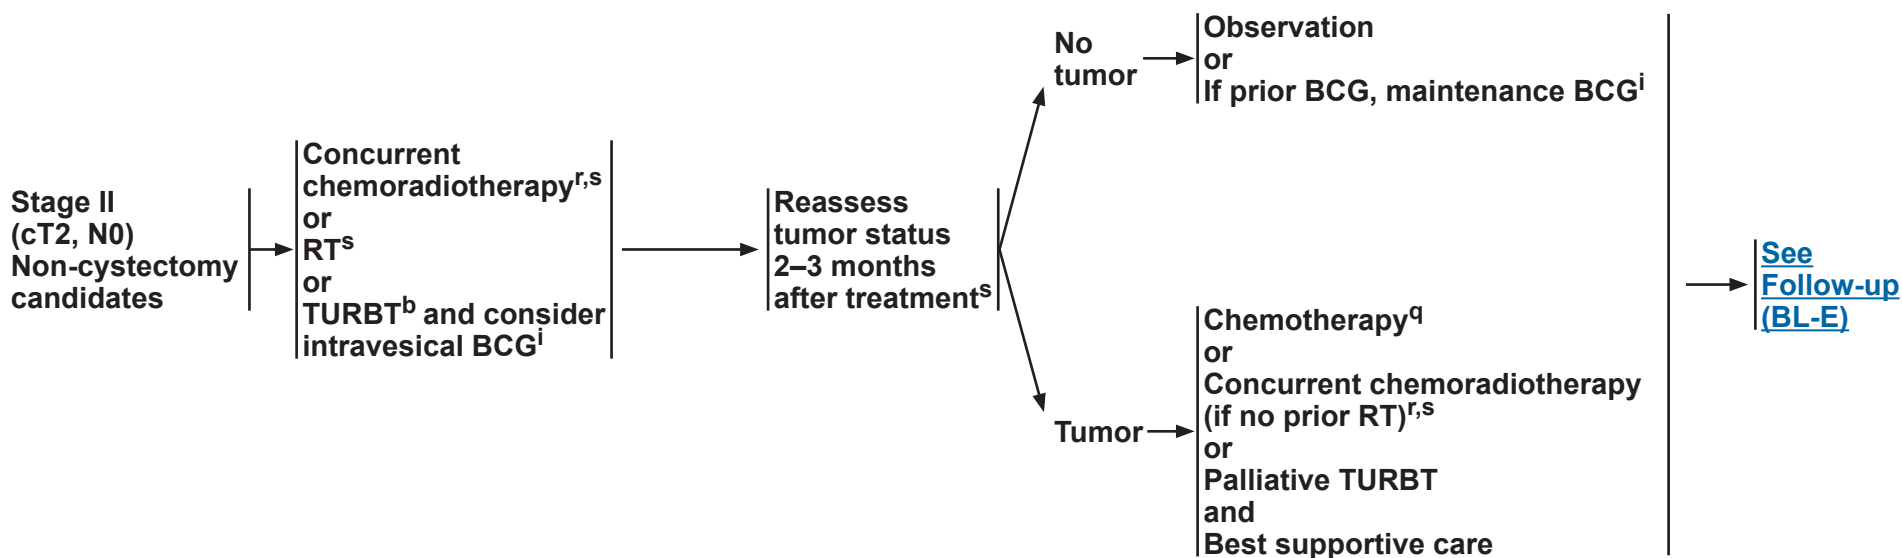 Stage II
(cT2, N0)
Non-cystectomy
candidates
Concurrent
chemoradiotherapyr,s
or
RTs
or
TURBTb and consider
intravesical BCGi
Reassess
tumor status
2–3 months
after treatments
No
tumor
Observation
or
If prior BCG, maintenance BCGi
Tumor
Chemotherapyq
or
Concurrent chemoradiotherapy
(if no prior RT)r,s
or
Palliative TURBT
and
Best supportive care
See
Follow-up
(BL-E)